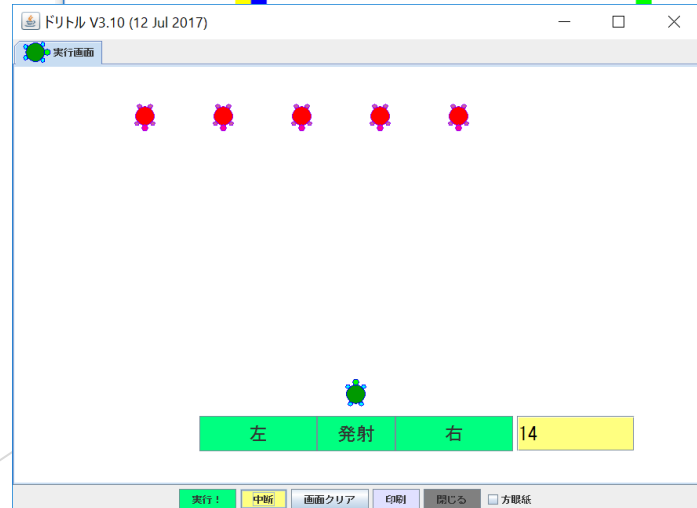 ドリトル V3.10 (12 Jul 2017)
実行画面
左 発射 右 14
実行！ 中断 画面クリア 印刷 閉じる 方眼紙